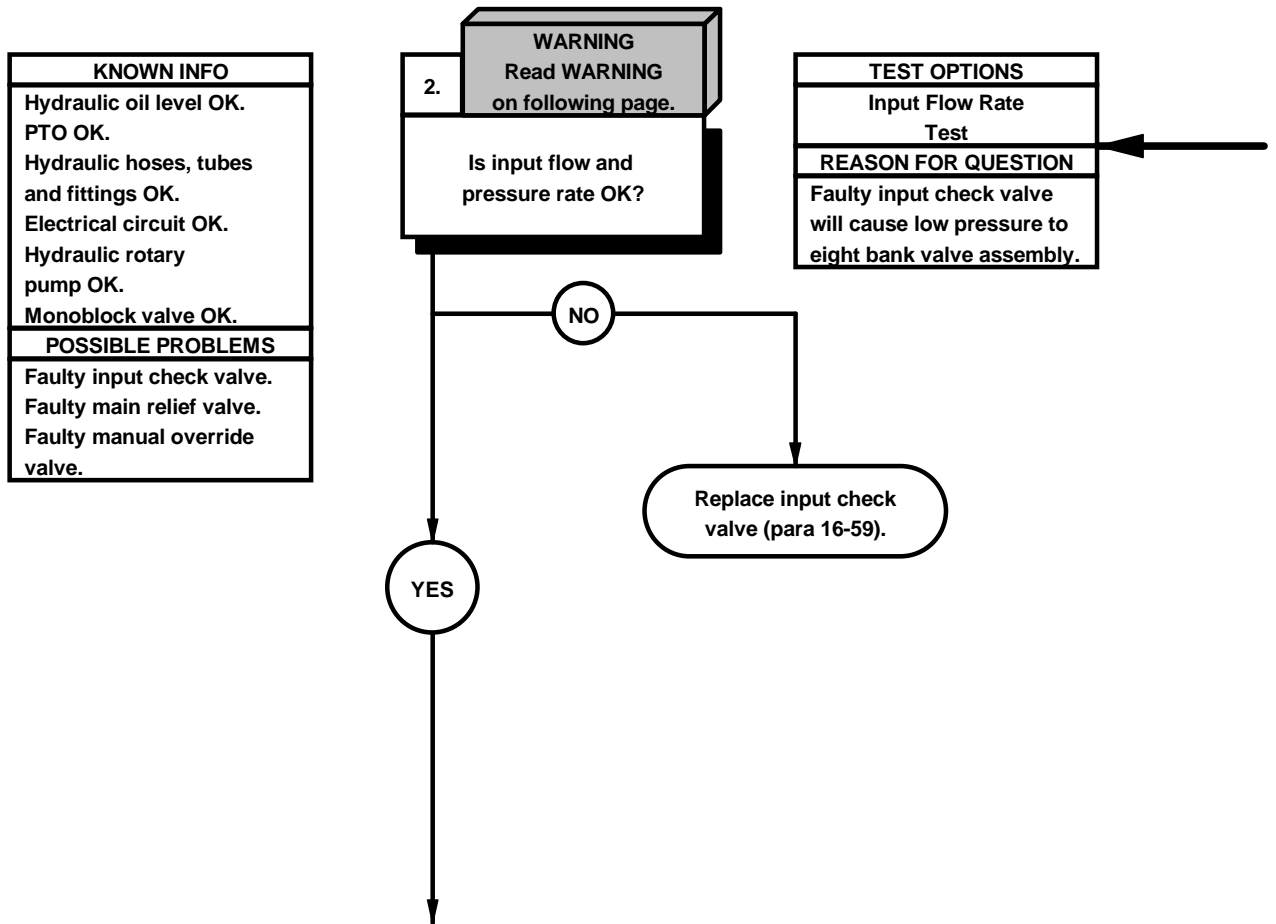 KNOWN INFO
Hydraulic oil level OK.
PTO OK.
Hydraulic hoses, tubes
and fittings OK.
Electrical circuit OK.
Hydraulic rotary
pump OK.
Monoblock valve OK.
POSSIBLE PROBLEMS
Faulty input check valve.
Faulty main relief valve.
Faulty manual override
valve.
WARNING
Read WARNING
on following page.
2.
Is input flow and
pressure rate OK?
TEST OPTIONS
Input Flow Rate
Test
REASON FOR QUESTION
Faulty input check valve
will cause low pressure to
eight bank valve assembly.
NO
Replace input check
valve (para 16-59).
YES